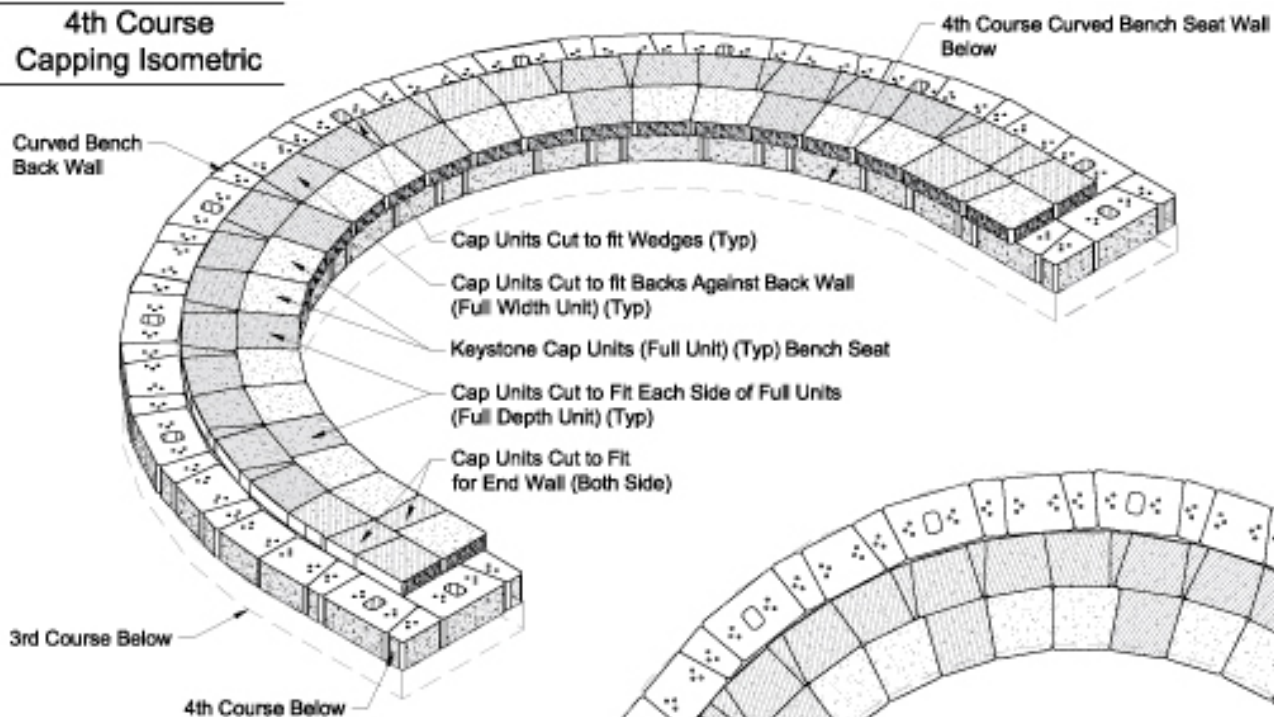 4th Course
Capping Isometric
4th Course Curved Bench Seat Wall
Below
Curved Bench
Back Wall
Cap Units Cut to fit Wedges (Typ)
Cap Units Cut to fit Backs Against Back Wall
(Full Width Unit) (Typ)
Keystone Cap Units (Full Unit) (Typ) Bench Seat
Cap Units Cut to Fit Each Side of Full Units
(Full Depth Unit) (Typ)
Cap Units Cut to Fit
for End Wall (Both Side)
3rd Course Below
4th Course Below